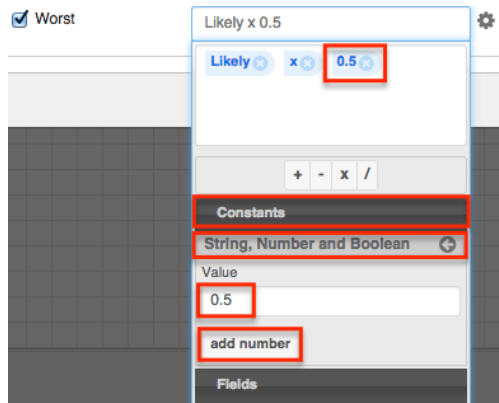 Worst
Likely x 0.5
Likely x 0.5
+ - x /
Constants
String, Number and Boolean
Value
0.5
add number
Fields